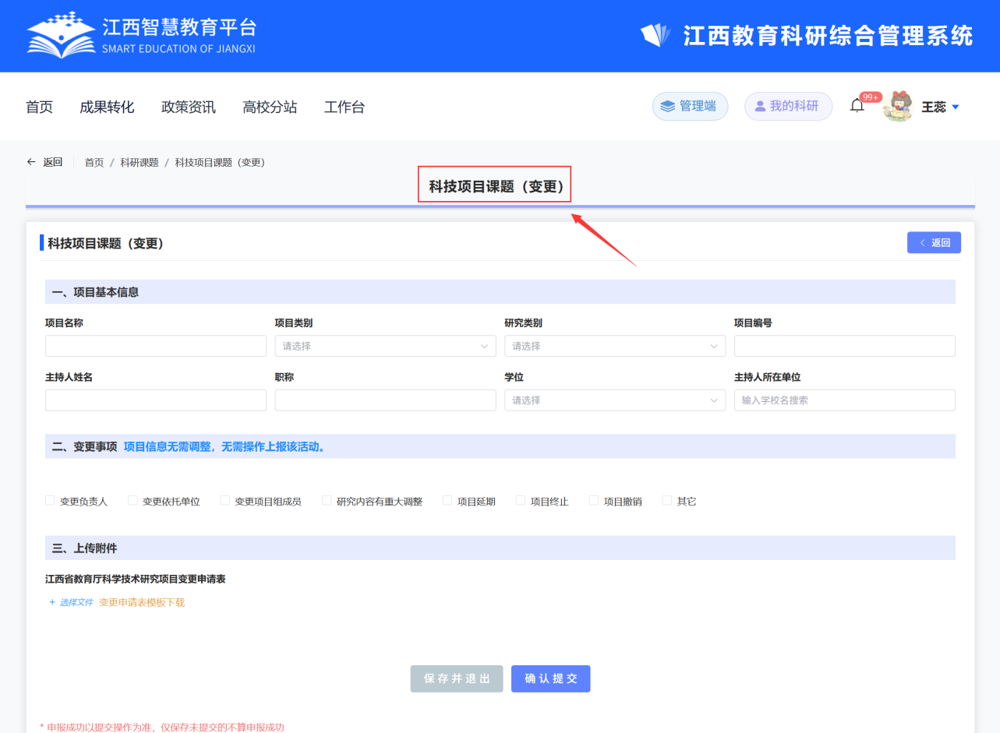 江西智慧教育平台
SMART EDUCATION OF JIANGXI
江西教育科研综合管理系统
首页 成果转化 政策资讯 高校分站 工作台 管理端 我的科研 99+ 王蕊
返回 首页 / 科研课题 / 科技项目课题（变更）
科技项目课题（变更）
科技项目课题（变更） 返回
一、项目基本信息
项目名称 项目类别 研究类别 项目编号
请选择 请选择
主持人姓名 职称 学位 主持人所在单位
请选择 输入学校名搜索
二、变更事项 项目信息无需调整，无需操作上报该活动。
变更负责人 变更依托单位 变更项目组成员 研究内容有重大调整 项目延期 项目终止 项目撤销 其它
三、上传附件
江西省教育厅科学技术研究项目变更申请表
+ 选择文件 变更申请表模板下载
保存并退出 确认提交
* 申报成功以提交操作为准，仅保存未提交的不算申报成功